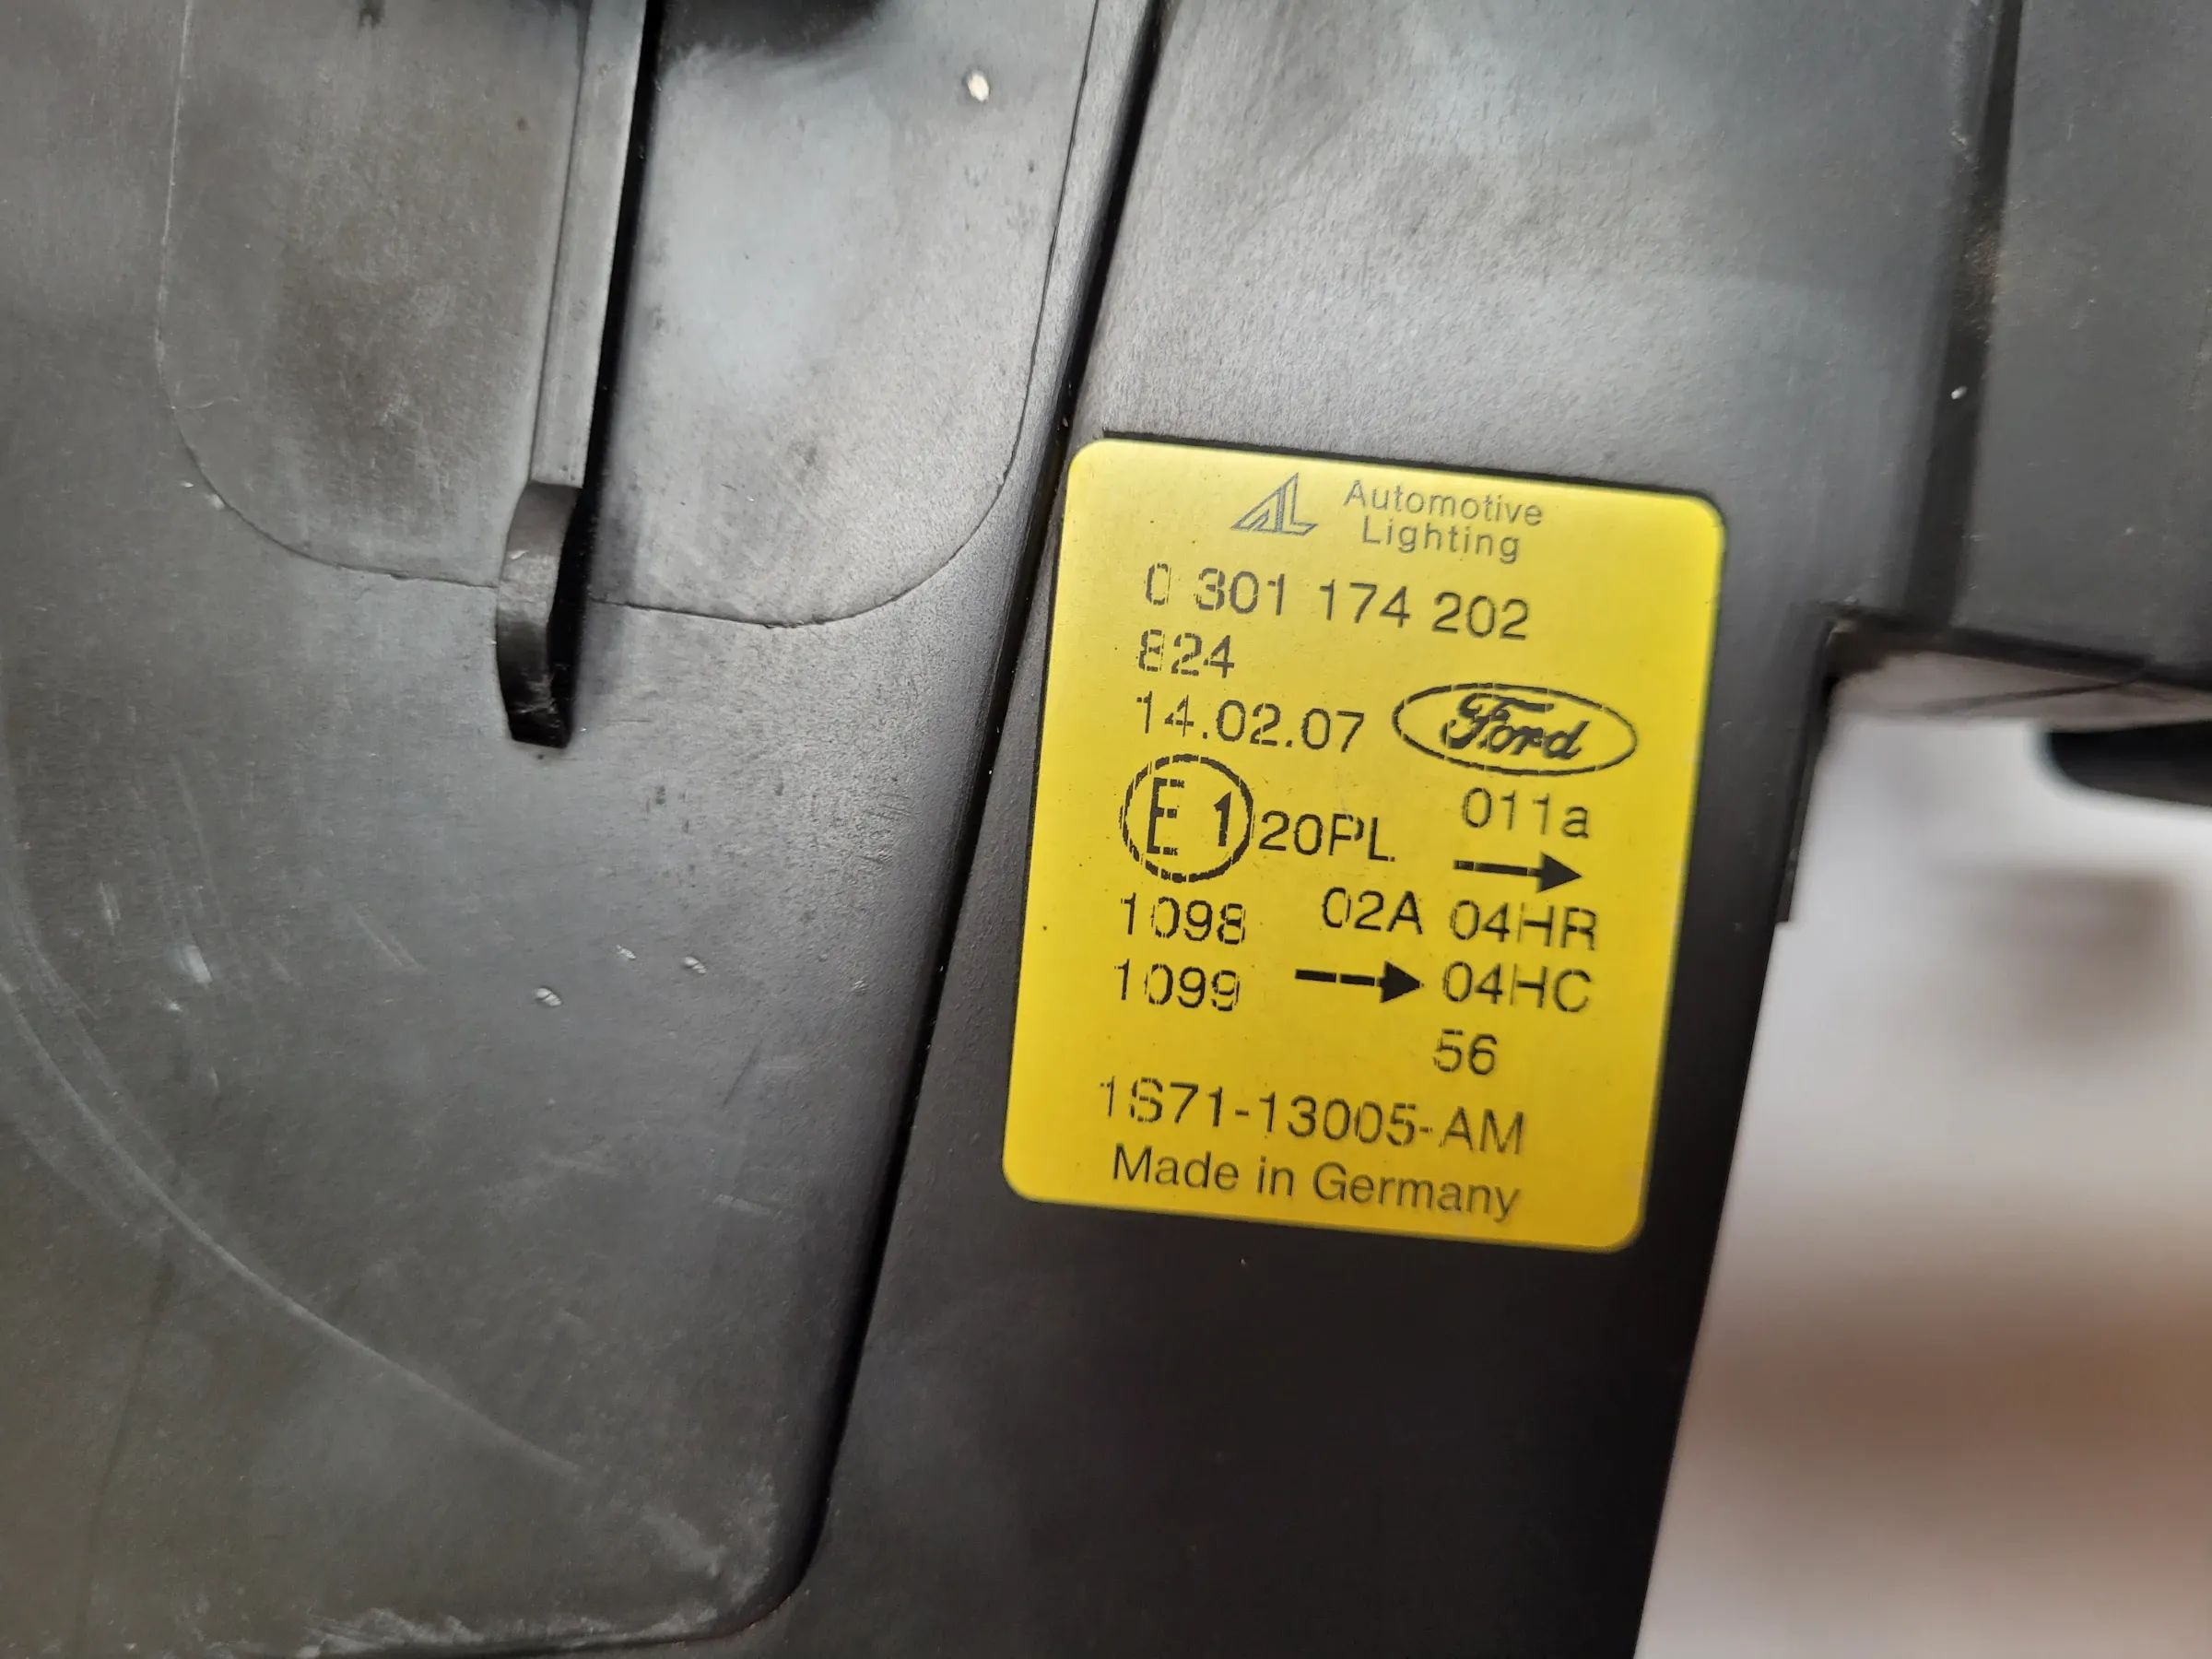 AL Automotive
Lighting
0 301 174 202
824
14.02.07 Ford
011a
E 1 20PL →
1098 02A 04HR
1099 → 04HC
56
1S71-13005-AM
Made in Germany